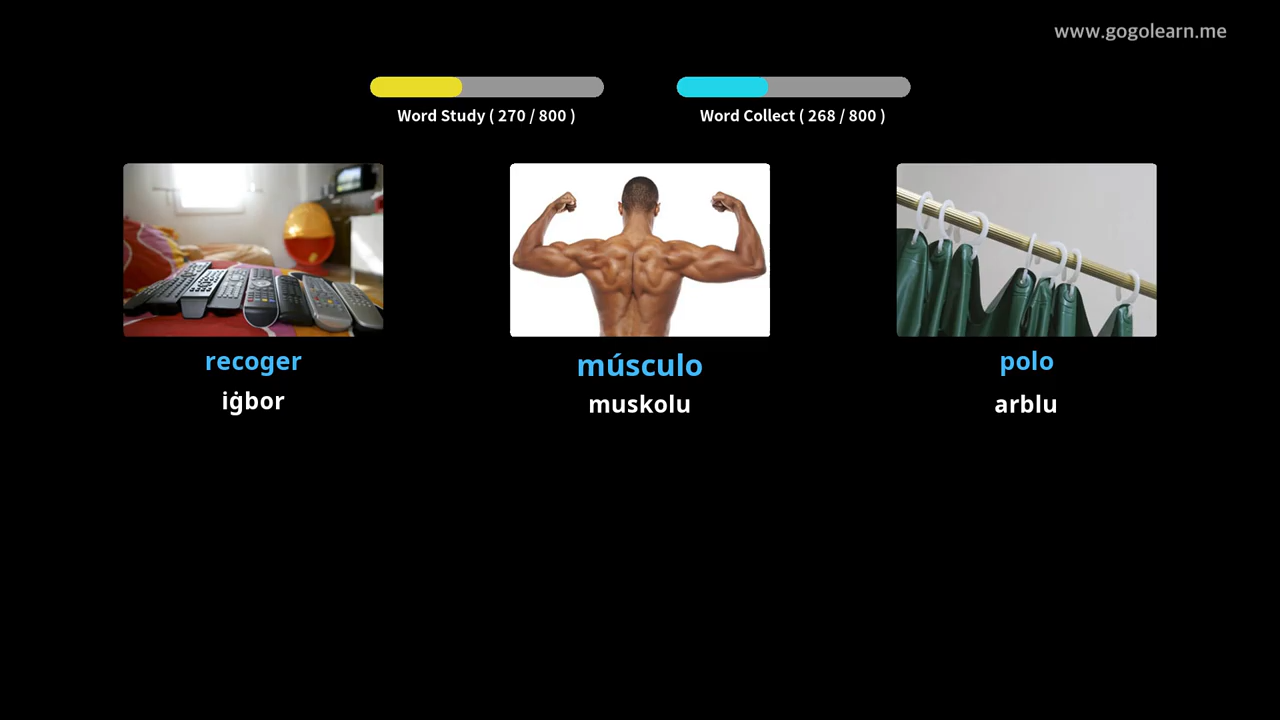 www.gogolearn.me
Word Study ( 270 / 800 )
Word Collect ( 268 / 800 )
recoger
iġbor
músculo
muskolu
polo
arblu